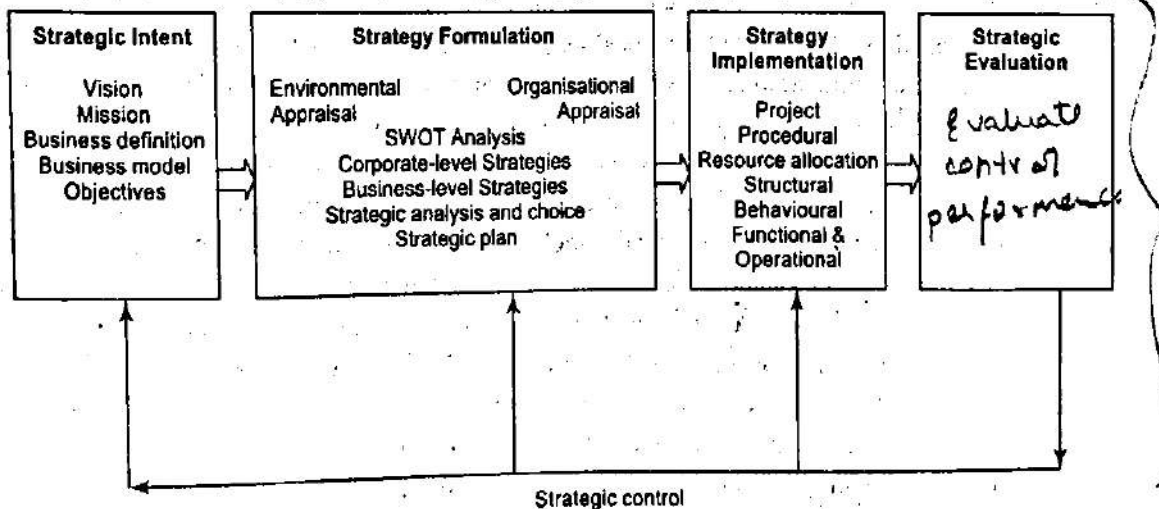 Strategic Intent
Vision
Mission
Business definition
Business model
Objectives
Strategy Formulation
Environmental Appraisal
Organisational Appraisal
SWOT Analysis
Corporate-level Strategies
Business-level Strategies
Strategic analysis and choice
Strategic plan
Strategy
Implementation
Project
Procedural
Resource allocation
Structural
Behavioural
Functional &
Operational
Strategic
Evaluation
Evaluate
control
performance
Strategic control